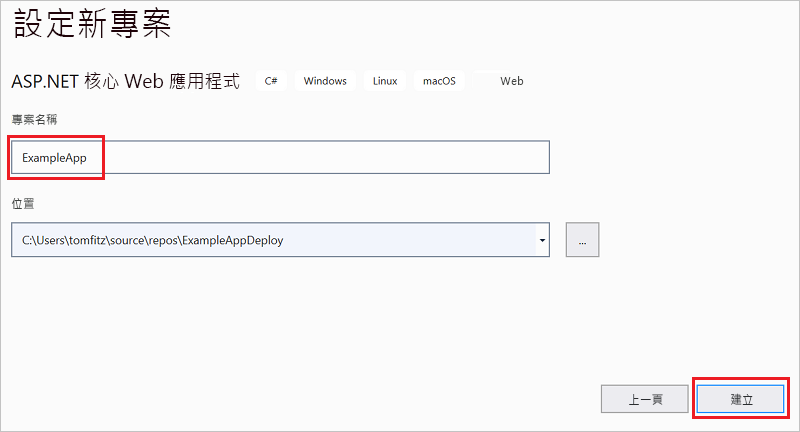 設定新專案
ASP.NET 核心 Web 應用程式 C# Windows Linux macOS Web
專案名稱
ExampleApp
位置
C:\Users\tomfitz\source\repos\ExampleAppDeploy ...
上一頁 建立